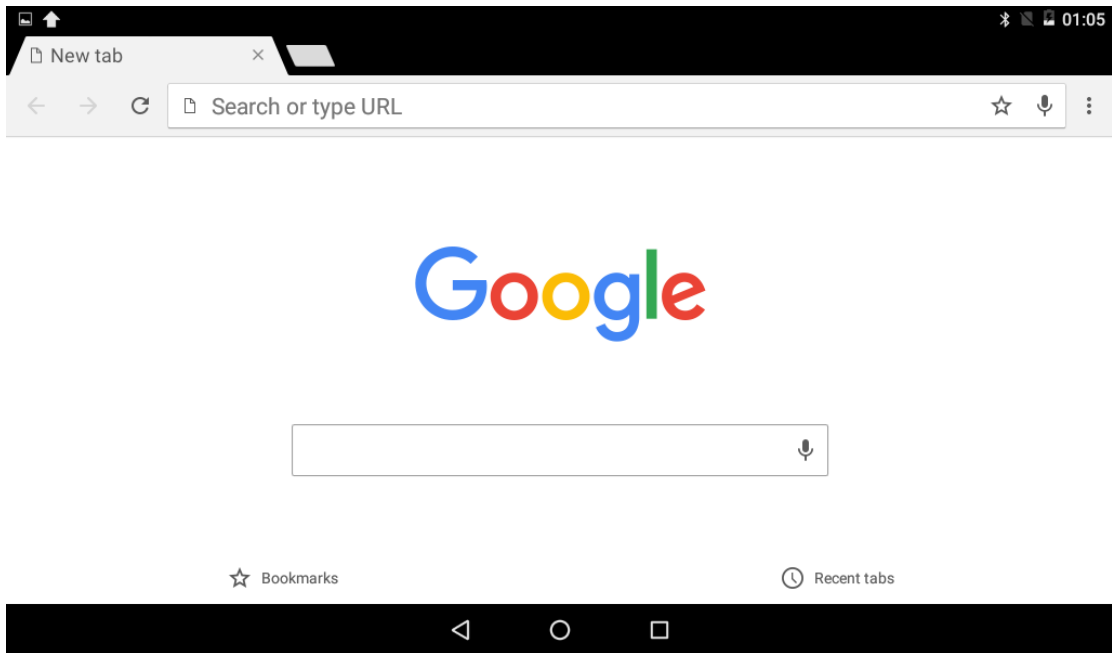 01:05
New tab
Search or type URL
Google
Bookmarks
Recent tabs